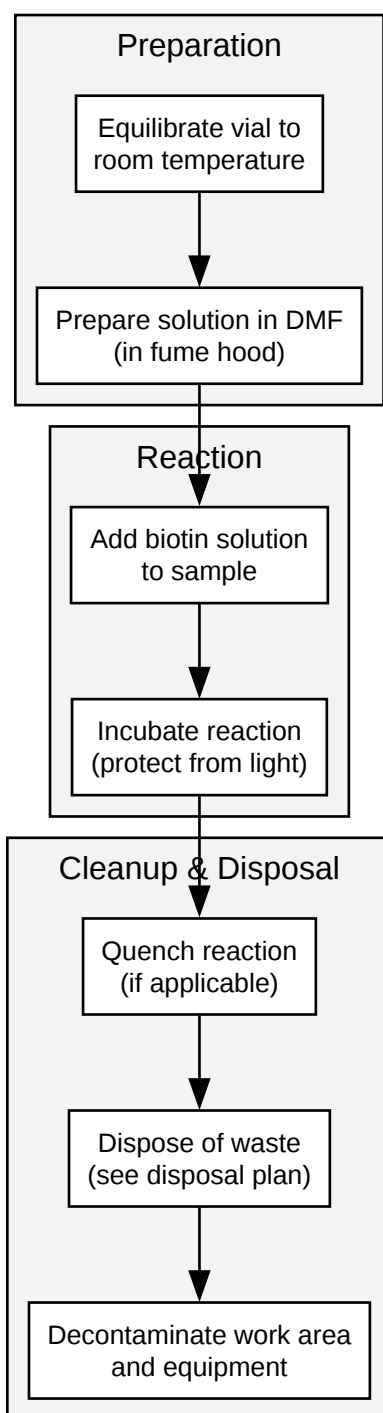 Preparation
Equilibrate vial to
room temperature
Prepare solution in DMF
(in fume hood)
Reaction
Add biotin solution
to sample
Incubate reaction
(protect from light)
Cleanup & Disposal
Quench reaction
(if applicable)
Dispose of waste
(see disposal plan)
Decontaminate work area
and equipment